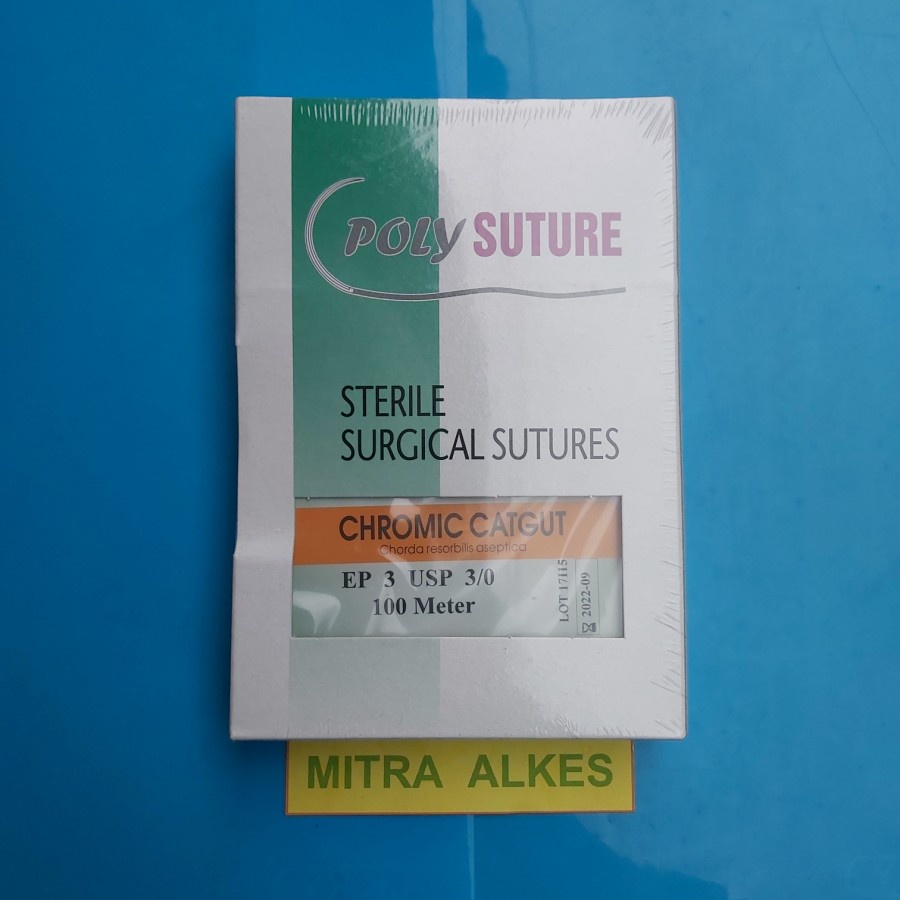 POLY SUTURE
STERILE
SURGICAL SUTURES
CHROMIC CATGUT
Chorda resorbilis aseptica
EP 3 USP 3/0
100 Meter
LOT 17115
2022-09
MITRA ALKES